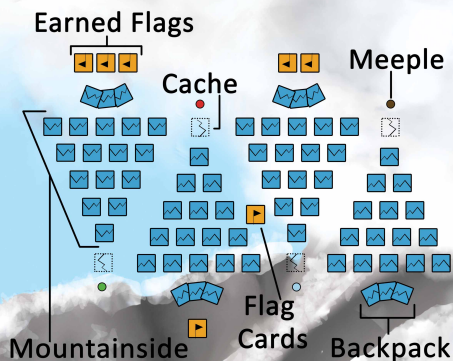 Earned Flags
Cache
Meeple
Flag
Cards
Mountainside
Backpack